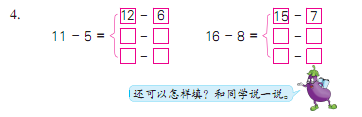 4.
12 - 6
11 - 5 =
□ - □
□ - □
15 - 7
16 - 8 =
□ - □
□ - □
还可以怎样填？和同学说一说。